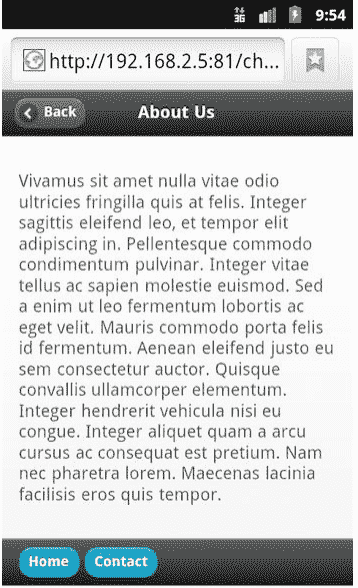 3G 9:54
http://192.168.2.5:81/ch...
Back About Us
Vivamus sit amet nulla vitae odio
ultricies fringilla quis at felis. Integer
sagittis eleifend leo, et tempor elit
adipiscing in. Pellentesque commodo
condimentum pulvinar. Integer vitae
tellus ac sapien molestie euismod. Sed
a enim ut leo fermentum lobortis ac
eget velit. Mauris commodo porta felis
id fermentum. Aenean eleifend justo eu
sem consectetur auctor. Quisque
convallis ullamcorper elementum.
Integer hendrerit vehicula nisi eu
congue. Integer aliquet quam a arcu
cursus ac consequat est pretium. Nam
nec pharetra lorem. Maecenas lacinia
facilisis eros quis tempor.
Home Contact